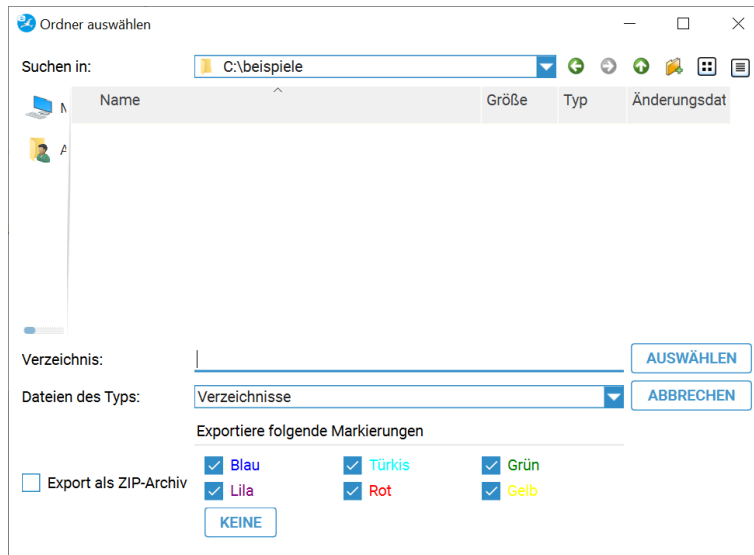 Ordner auswählen
Suchen in: C:\beispiele
Name Größe Typ Änderungsdat
Verzeichnis: AUSWÄHLEN
Dateien des Typs: Verzeichnisse ABBRECHEN
Exportiere folgende Markierungen
Blau Türkis Grün
Export als ZIP-Archiv
Lila Rot Gelb
KEINE